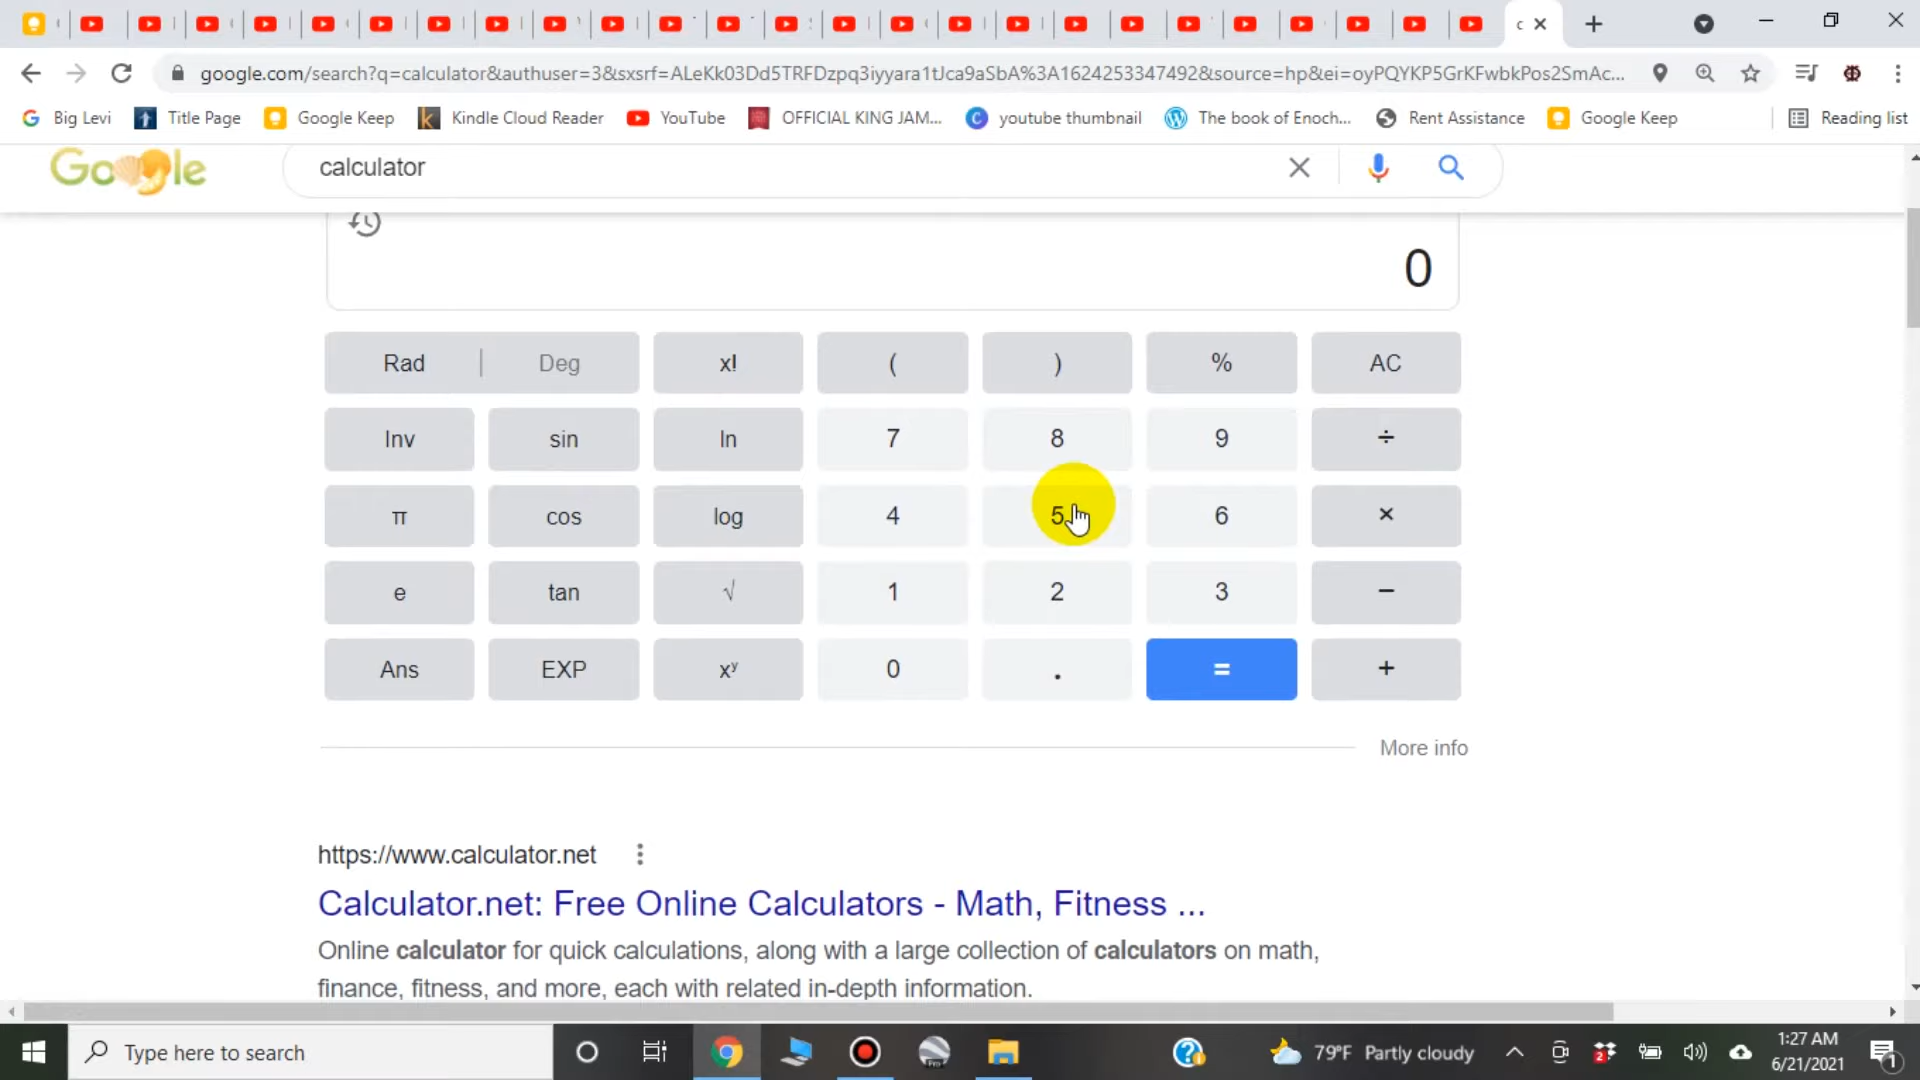 google.com/search?q=calculator&authuser=3&sxsrf=ALeKk03Dd5TRFDzpq3iyyara1tJca9aSbA%3A1624253347492&source=hp&ei=oyPQYKP5GrKFwbkPos2SmAc...
Big Levi Title Page Google Keep Kindle Cloud Reader YouTube OFFICIAL KING JAM... youtube thumbnail The book of Enoch... Rent Assistance Google Keep Reading list
Google calculator
0
Rad Deg x! ( ) % AC
Inv sin ln 7 8 9 ÷
π cos log 4 5 6 ×
e tan √ 1 2 3 −
Ans EXP xʸ 0 . = +
More info
https://www.calculator.net
Calculator.net: Free Online Calculators - Math, Fitness ...
Online calculator for quick calculations, along with a large collection of calculators on math,
finance, fitness, and more, each with related in-depth information.
Type here to search 79°F Partly cloudy 2 1:27 AM
6/21/2021 1